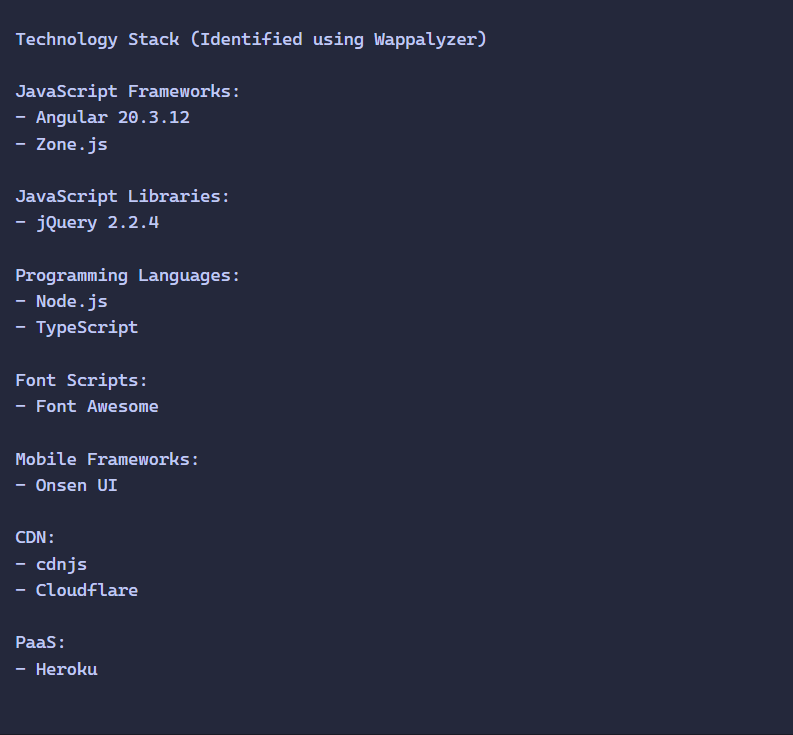 Technology Stack (Identified using Wappalyzer)
JavaScript Frameworks:
- Angular 20.3.12
- Zone.js
JavaScript Libraries:
- jQuery 2.2.4
Programming Languages:
- Node.js
- TypeScript
Font Scripts:
- Font Awesome
Mobile Frameworks:
- Onsen UI
CDN:
- cdnjs
- Cloudflare
PaaS:
- Heroku